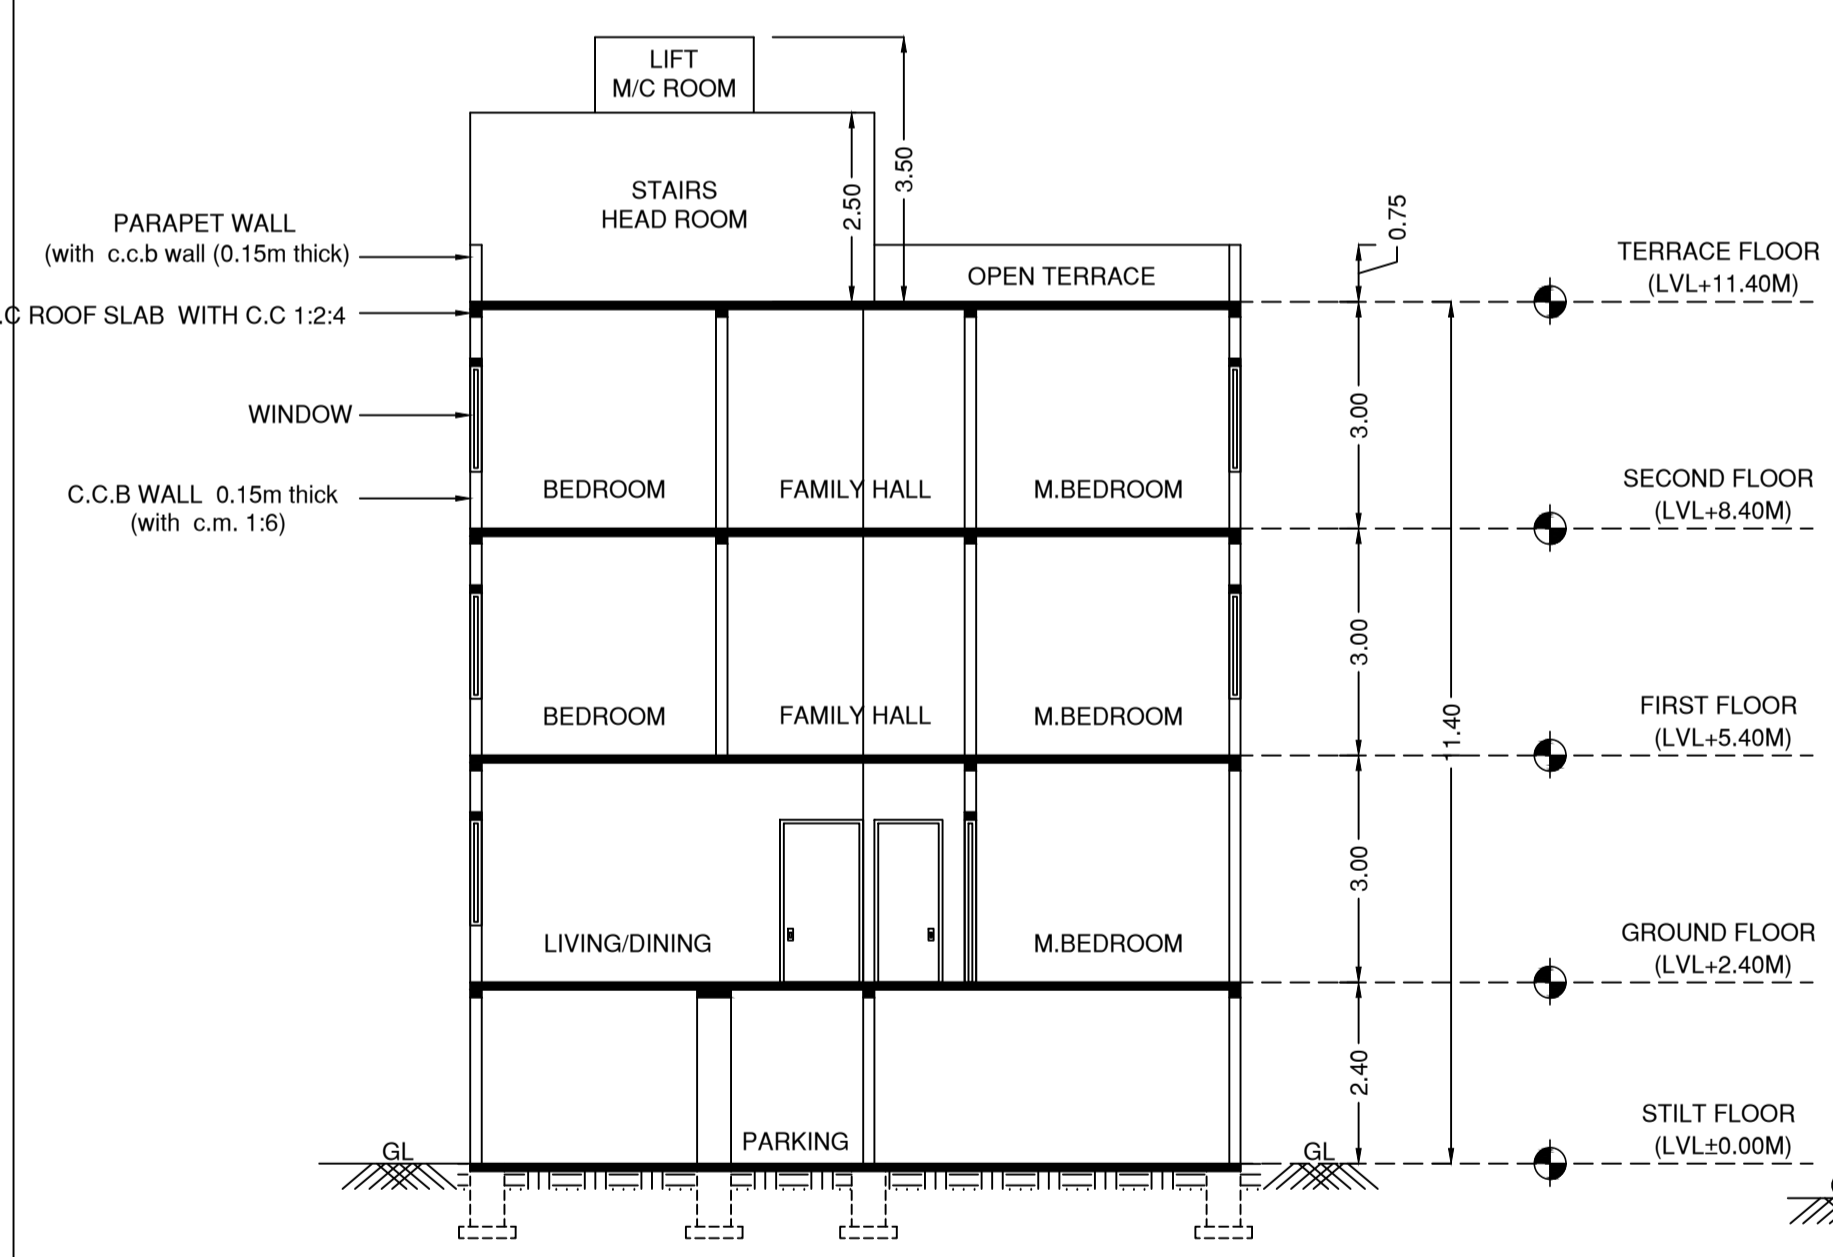 LIFT
M/C ROOM
3.50
2.50
STAIRS
HEAD ROOM
0.75
PARAPET WALL
(with c.c.b wall (0.15m thick)
OPEN TERRACE
TERRACE FLOOR
(LVL+11.40M)
.C ROOF SLAB WITH C.C 1:2:4
WINDOW
3.00
C.C.B WALL 0.15m thick
(with c.m. 1:6)
BEDROOM
FAMILY HALL
M.BEDROOM
SECOND FLOOR
(LVL+8.40M)
3.00
BEDROOM
FAMILY HALL
M.BEDROOM
11.40
FIRST FLOOR
(LVL+5.40M)
3.00
LIVING/DINING
M.BEDROOM
GROUND FLOOR
(LVL+2.40M)
2.40
PARKING
STILT FLOOR
(LVL±0.00M)
GL
GL